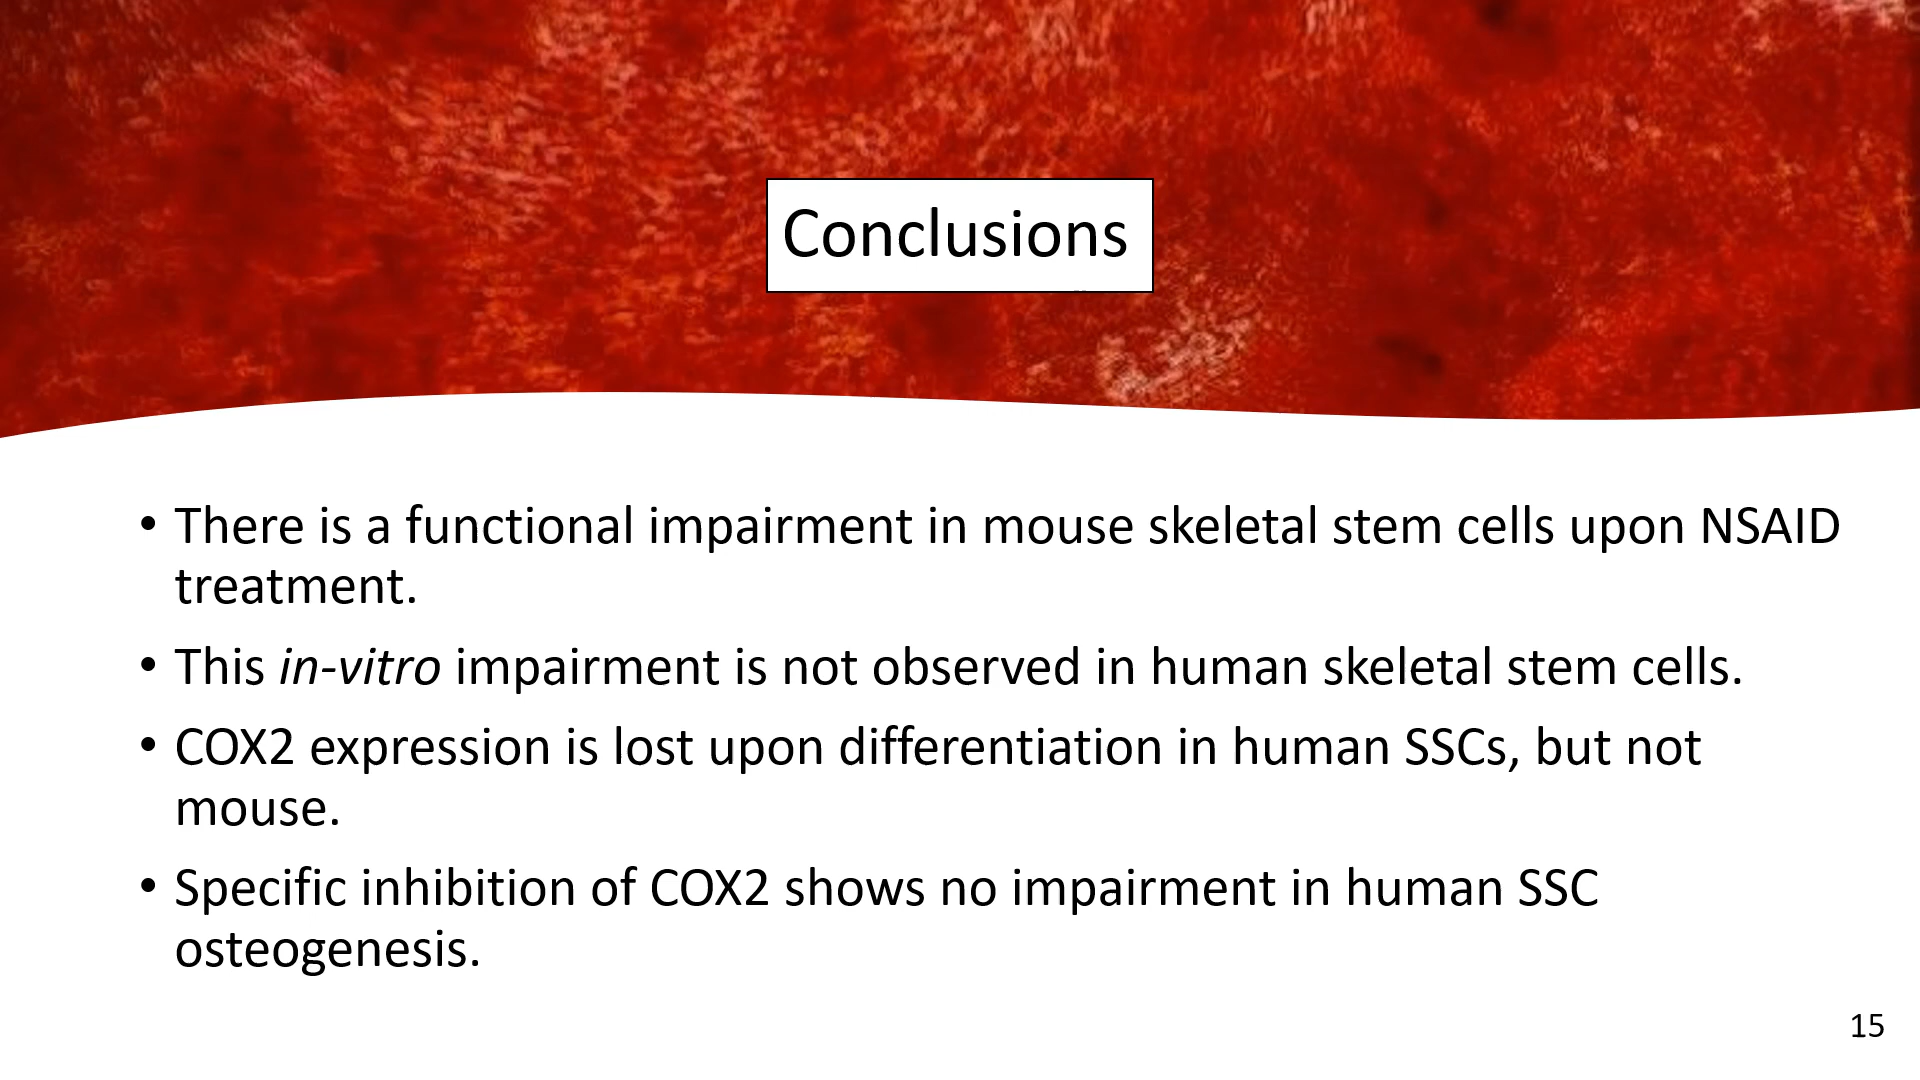 Conclusions
• There is a functional impairment in mouse skeletal stem cells upon NSAID
treatment.
• This in-vitro impairment is not observed in human skeletal stem cells.
• COX2 expression is lost upon differentiation in human SSCs, but not
mouse.
• Specific inhibition of COX2 shows no impairment in human SSC
osteogenesis.
15